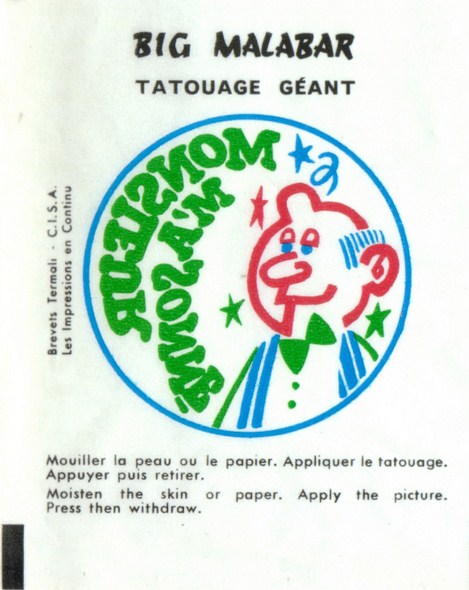 BIG MALABAR
TATOUAGE GÉANT
MONSIEUR
M'A SONNÉ
Brevets Termali - C.I.S.A.
Les Impressions en Continu
Mouiller la peau ou le papier. Appliquer le tatouage.
Appuyer puis retirer.
Moisten the skin or paper. Apply the picture.
Press then withdraw.